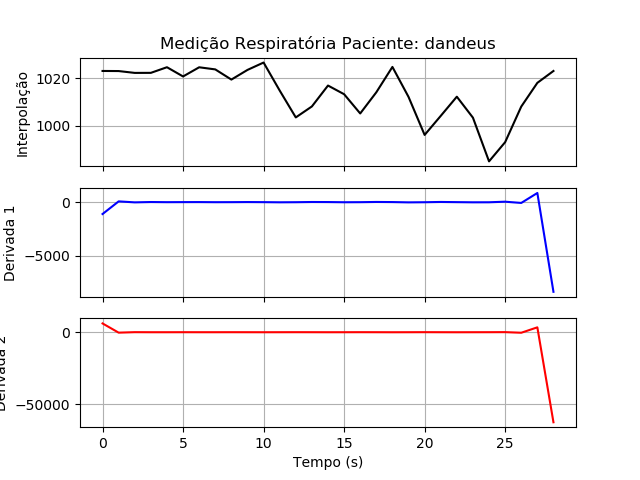 Medição Respiratória Paciente: dandeus
Interpolação
1020
1000
Derivada 1
0
−5000
Derivada 2
0
−50000
0 5 10 15 20 25
Tempo (s)